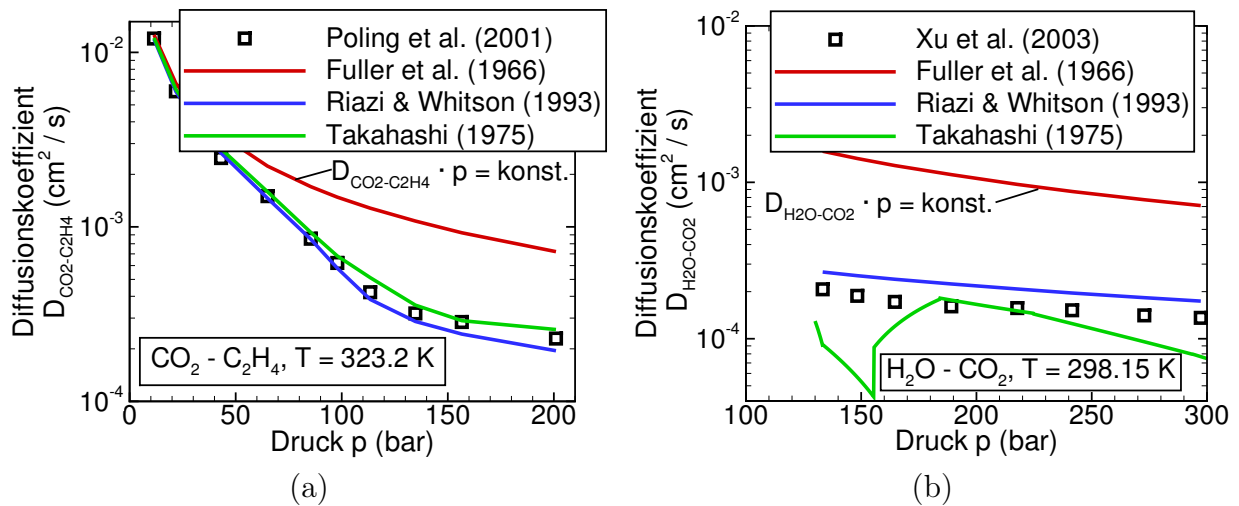 Poling et al. (2001)
Fuller et al. (1966)
Riazi & Whitson (1993)
Takahashi (1975)
D_CO2-C2H4 · p = konst.
CO₂ - C₂H₄, T = 323.2 K
Diffusionskoeffizient
D_CO2-C2H4 (cm² / s)
10⁻²
10⁻³
10⁻⁴
0
50
100
150
200
Druck p (bar)
(a)
Xu et al. (2003)
Fuller et al. (1966)
Riazi & Whitson (1993)
Takahashi (1975)
D_H2O-CO2 · p = konst.
H₂O - CO₂, T = 298.15 K
Diffusionskoeffizient
D_H2O-CO2 (cm² / s)
10⁻²
10⁻³
10⁻⁴
100
150
200
250
300
Druck p (bar)
(b)